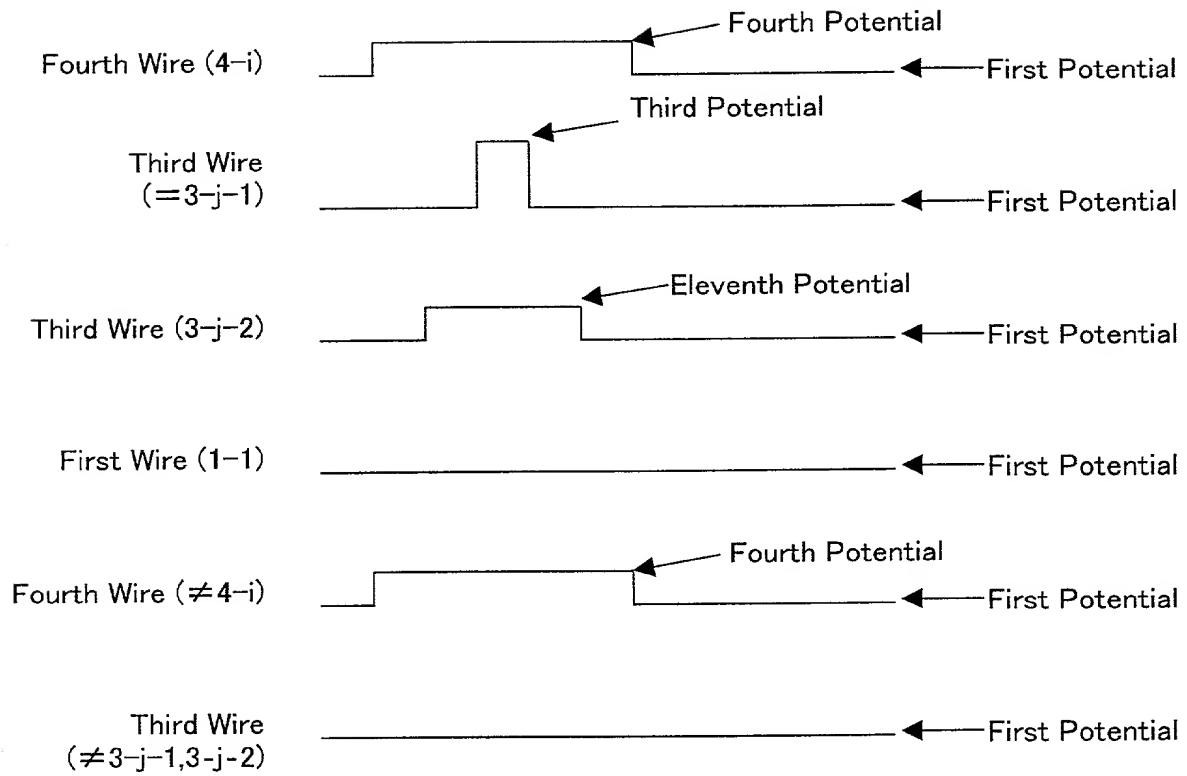 Fourth Potential
Fourth Wire (4-i)
First Potential
Third Potential
Third Wire
(=3-j-1)
First Potential
Eleventh Potential
Third Wire (3-j-2)
First Potential
First Wire (1-1)
First Potential
Fourth Potential
Fourth Wire (≠4-i)
First Potential
Third Wire
(≠3-j-1,3-j-2)
First Potential